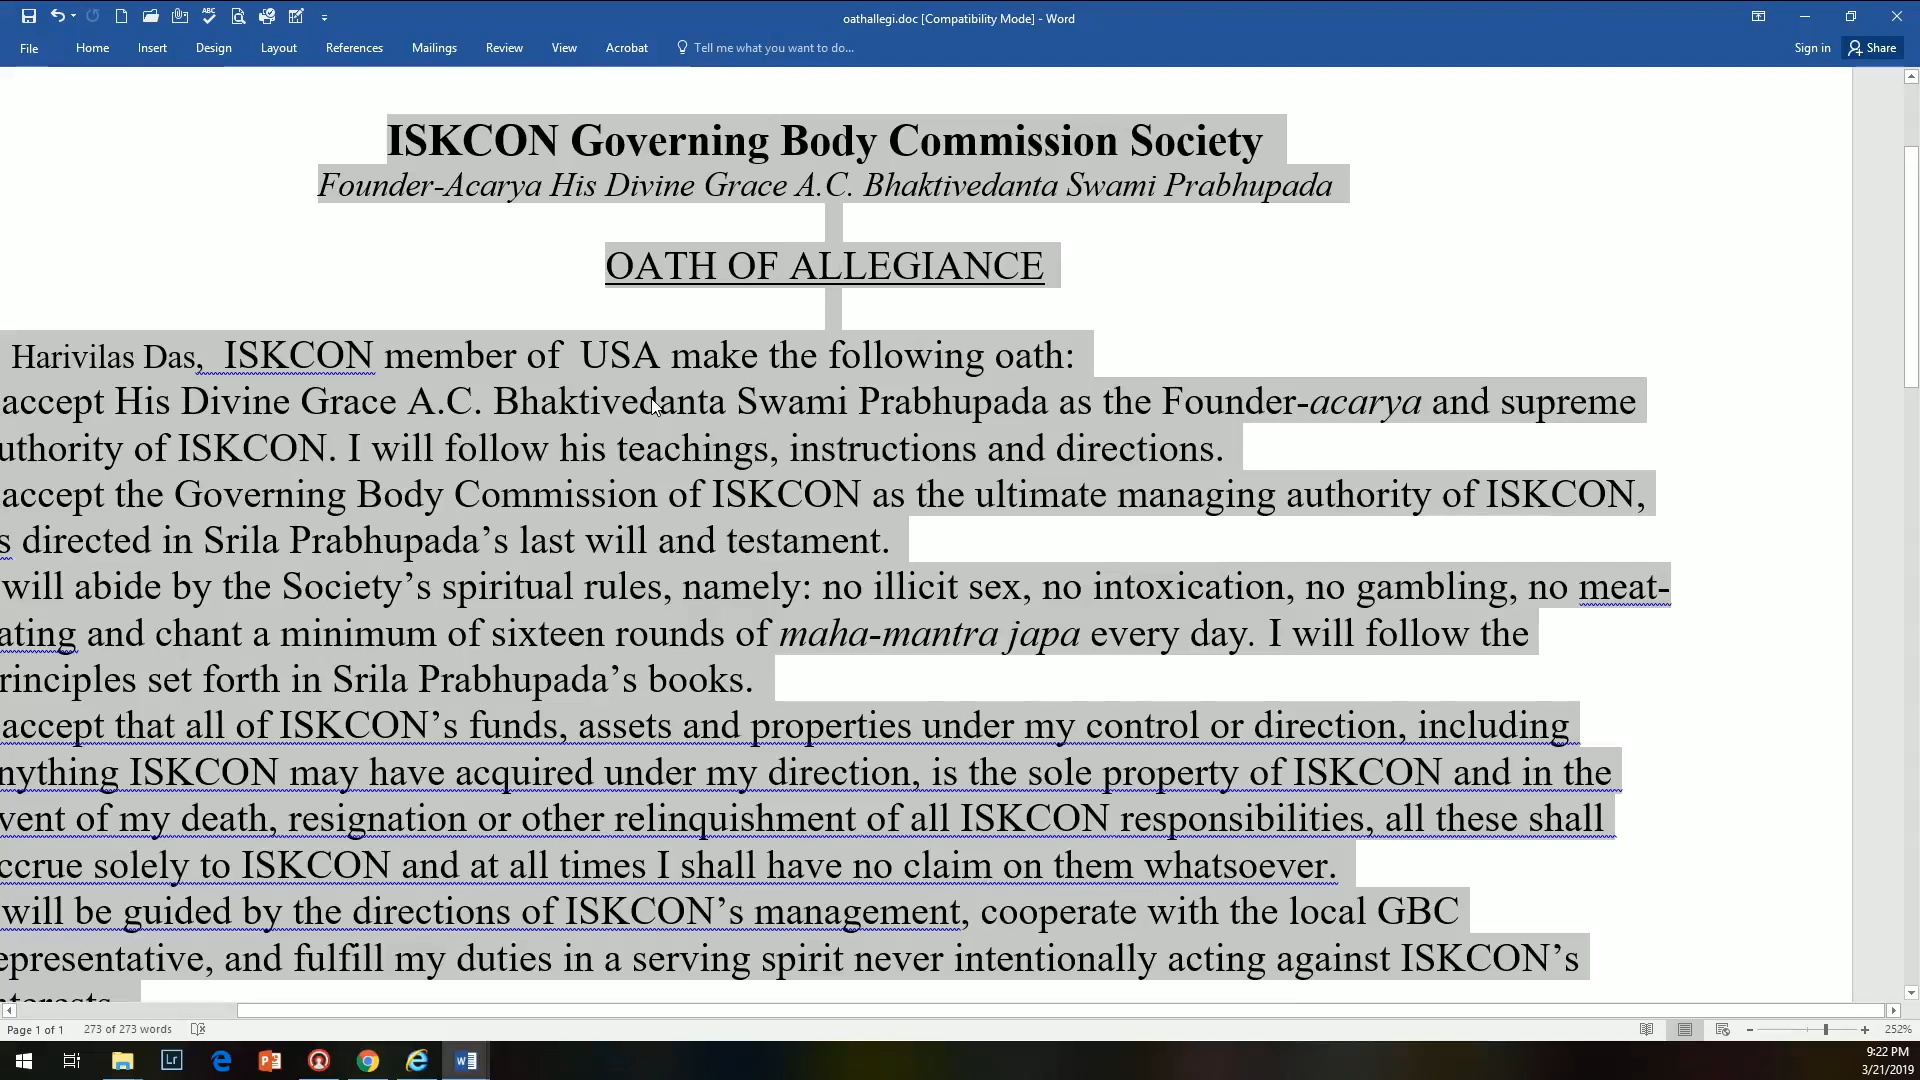 oathallegi.doc [Compatibility Mode] - Word
File Home Insert Design Layout References Mailings Review View Acrobat Tell me what you want to do... Sign in Share
ISKCON Governing Body Commission Society
Founder-Acarya His Divine Grace A.C. Bhaktivedanta Swami Prabhupada
OATH OF ALLEGIANCE
Harivilas Das, ISKCON member of USA make the following oath:
accept His Divine Grace A.C. Bhaktivedanta Swami Prabhupada as the Founder-acarya and supreme
uthority of ISKCON. I will follow his teachings, instructions and directions.
accept the Governing Body Commission of ISKCON as the ultimate managing authority of ISKCON,
s directed in Srila Prabhupada’s last will and testament.
will abide by the Society’s spiritual rules, namely: no illicit sex, no intoxication, no gambling, no meat-
ating and chant a minimum of sixteen rounds of maha-mantra japa every day. I will follow the
rinciples set forth in Srila Prabhupada’s books.
accept that all of ISKCON’s funds, assets and properties under my control or direction, including
nything ISKCON may have acquired under my direction, is the sole property of ISKCON and in the
vent of my death, resignation or other relinquishment of all ISKCON responsibilities, all these shall
ccrue solely to ISKCON and at all times I shall have no claim on them whatsoever.
will be guided by the directions of ISKCON’s management, cooperate with the local GBC
epresentative, and fulfill my duties in a serving spirit never intentionally acting against ISKCON’s
nterests
Page 1 of 1 273 of 273 words 252%
9:22 PM
3/21/2019